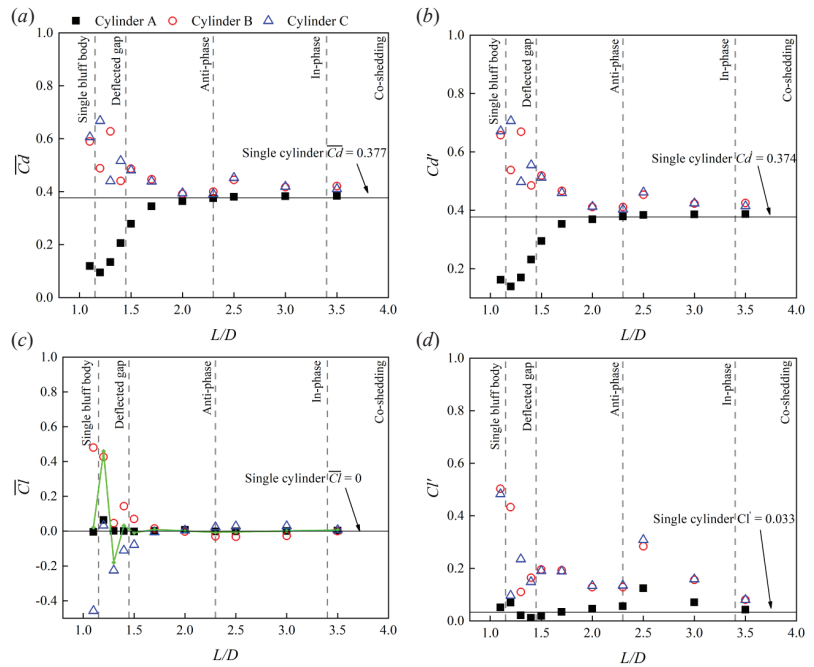 (a)
Cylinder A
Cylinder B
Cylinder C
1.0
0.8
0.6
0.4
0.2
0.0
C̅d̅
Single bluff body
Deflected gap
Anti-phase
In-phase
Co-shedding
Single cylinder C̅d̅ = 0.377
1.0
1.5
2.0
2.5
3.0
3.5
4.0
L/D
(b)
1.0
0.8
0.6
0.4
0.2
Cd'
Single bluff body
Deflected gap
Anti-phase
In-phase
Co-shedding
Single cylinder Cd' = 0.374
1.0
1.5
2.0
2.5
3.0
3.5
4.0
L/D
(c)
1.0
0.8
0.6
0.4
0.2
0.0
-0.2
-0.4
C̅l̅
Single bluff body
Deflected gap
Anti-phase
In-phase
Co-shedding
Single cylinder C̅l̅ = 0
1.0
1.5
2.0
2.5
3.0
3.5
4.0
L/D
(d)
1.0
0.8
0.6
0.4
0.2
0.0
Cl'
Single bluff body
Deflected gap
Anti-phase
In-phase
Co-shedding
Single cylinder Cl' = 0.033
1.0
1.5
2.0
2.5
3.0
3.5
4.0
L/D